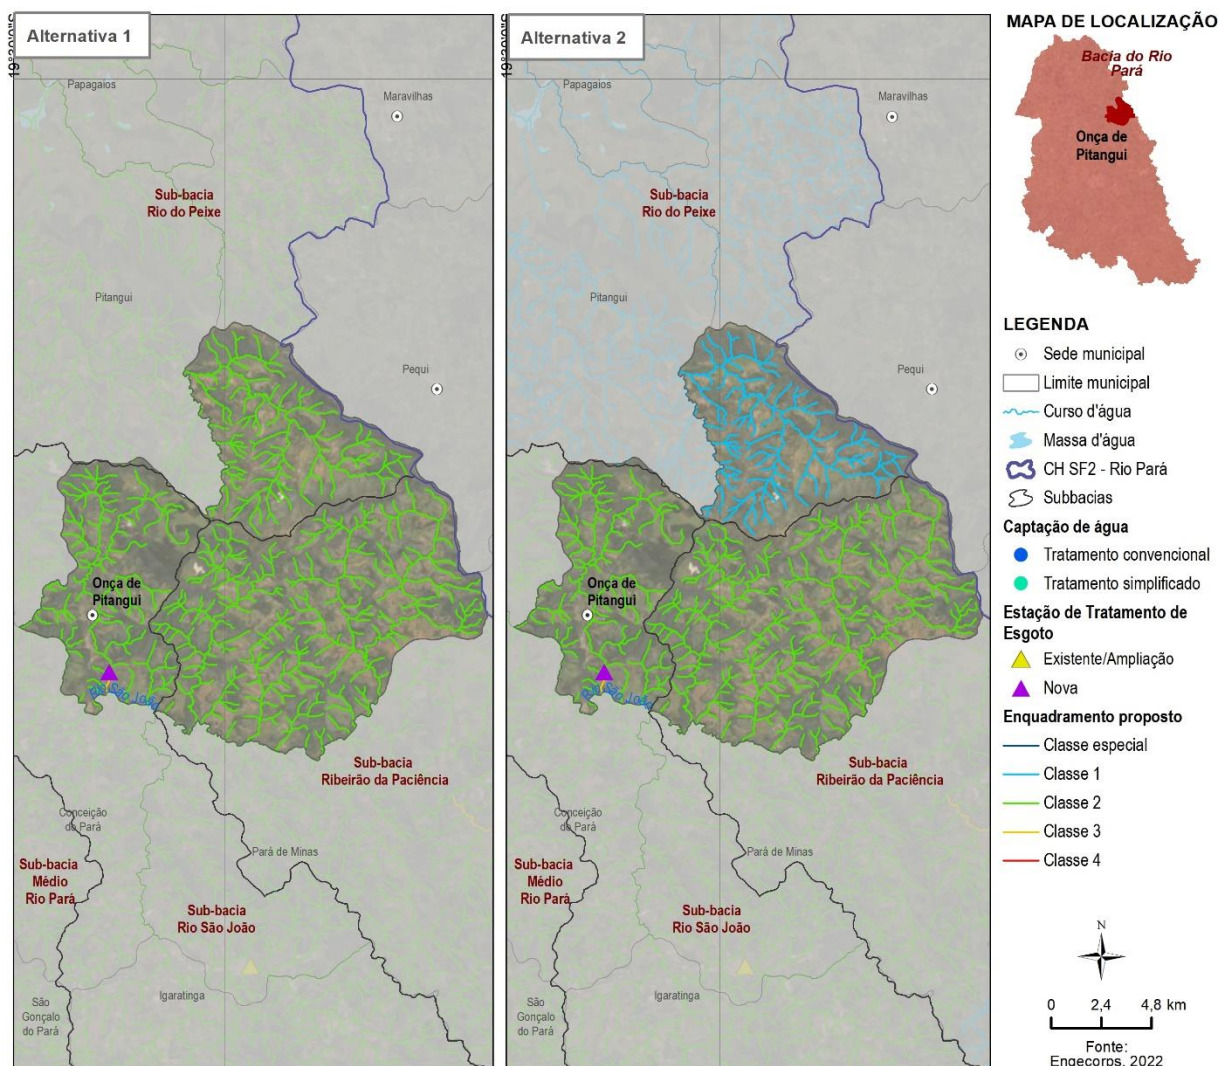 Alternativa 1
19°30'0"S
Papagaios
Maravilhas
Sub-bacia
Rio do Peixe
Pitangui
Pequi
Onça de
Pitangui
Rio São João
Sub-bacia
Ribeirão da Paciência
Conceição
do Pará
Pará de Minas
Sub-bacia
Médio
Rio Pará
Sub-bacia
Rio São João
Igaratinga
São
Gonçalo
do Pará
Alternativa 2
19°30'0"S
Papagaios
Maravilhas
Sub-bacia
Rio do Peixe
Pitangui
Pequi
Onça de
Pitangui
Rio São João
Sub-bacia
Ribeirão da Paciência
Conceição
do Pará
Pará de Minas
Sub-bacia
Médio
Rio Pará
Sub-bacia
Rio São João
Igaratinga
São
Gonçalo
do Pará
MAPA DE LOCALIZAÇÃO
Bacia do Rio
Pará
Onça de
Pitangui
LEGENDA
Sede municipal
Limite municipal
Curso d'água
Massa d'água
CH SF2 - Rio Pará
Subbacias
Captação de água
Tratamento convencional
Tratamento simplificado
Estação de Tratamento de
Esgoto
Existente/Ampliação
Nova
Enquadramento proposto
Classe especial
Classe 1
Classe 2
Classe 3
Classe 4
N
0 2,4 4,8 km
Fonte:
Engecorps, 2022